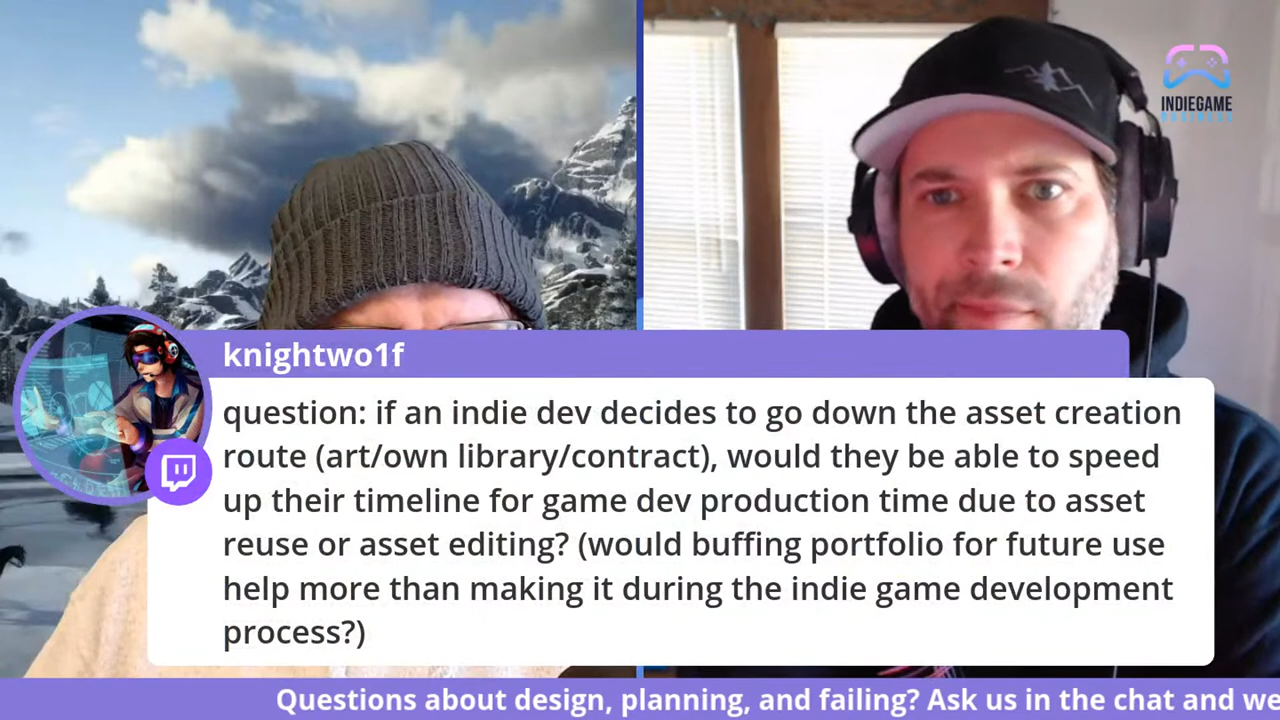 INDIEGAME
BUSINESS
knightwo1f
question: if an indie dev decides to go down the asset creation
route (art/own library/contract), would they be able to speed
up their timeline for game dev production time due to asset
reuse or asset editing? (would buffing portfolio for future use
help more than making it during the indie game development
process?)
Questions about design, planning, and failing? Ask us in the chat and we